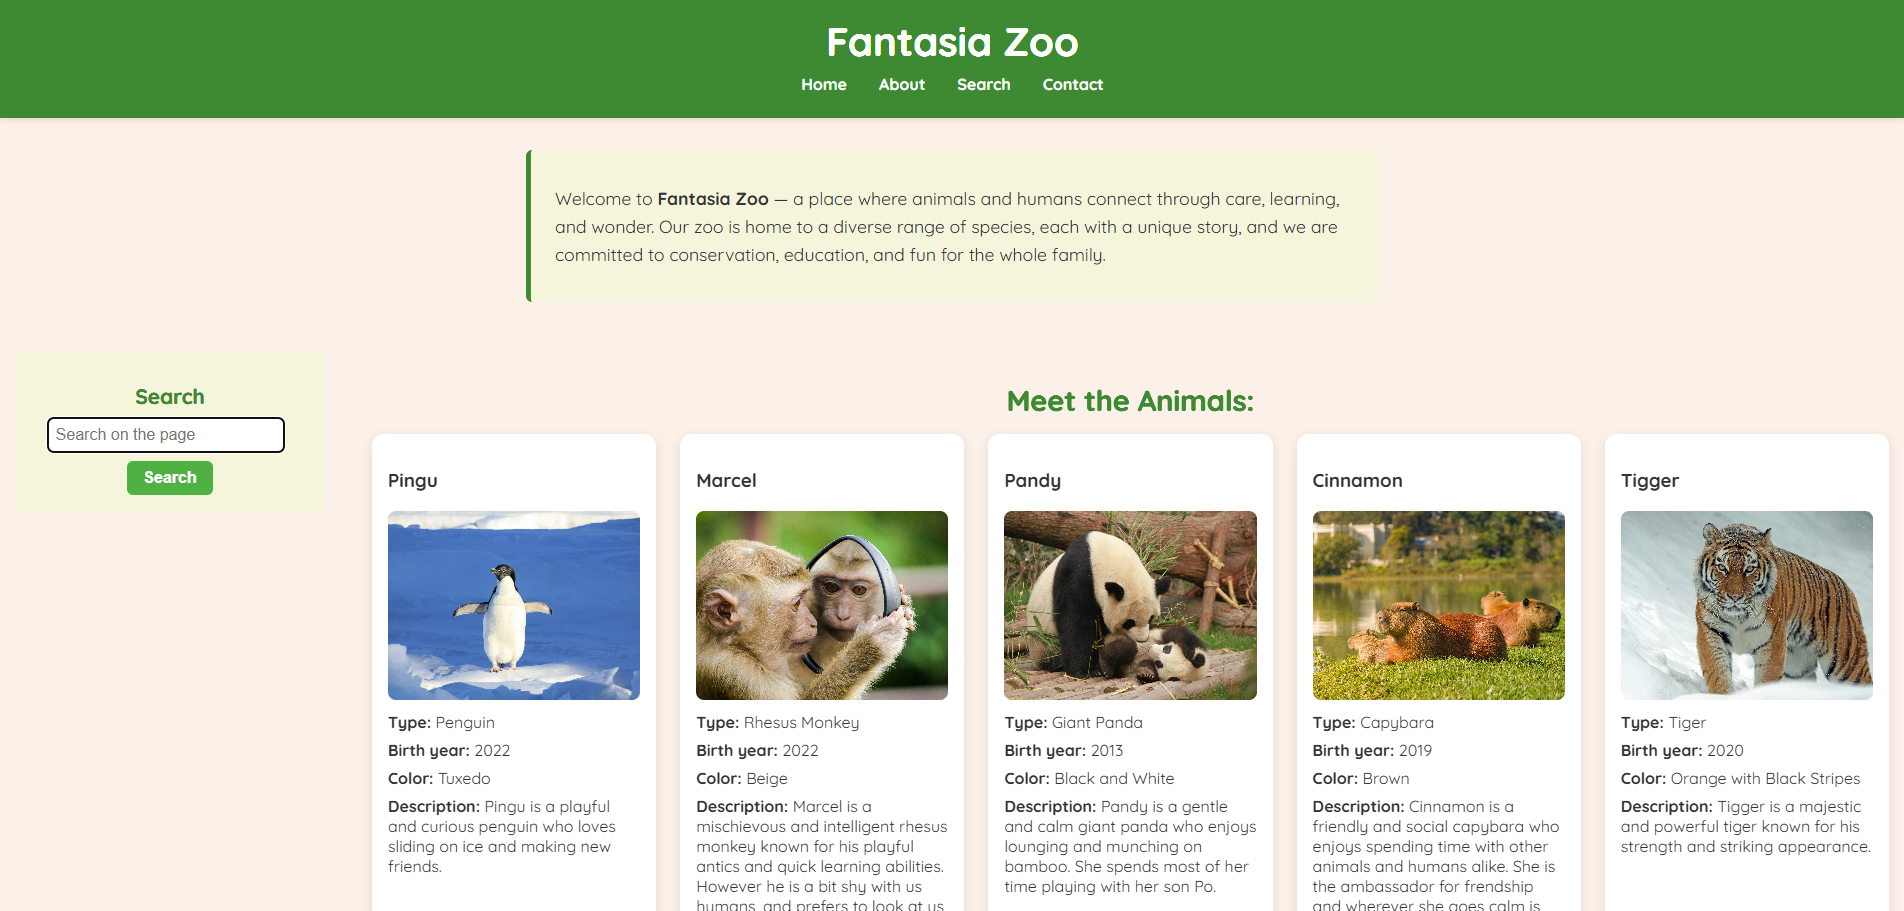 Fantasia Zoo
Home About Search Contact
Welcome to Fantasia Zoo — a place where animals and humans connect through care, learning,
and wonder. Our zoo is home to a diverse range of species, each with a unique story, and we are
committed to conservation, education, and fun for the whole family.
Search
Search on the page
Search
Meet the Animals:
Pingu
Type: Penguin
Birth year: 2022
Color: Tuxedo
Description: Pingu is a playful
and curious penguin who loves
sliding on ice and making new
friends.
Marcel
Type: Rhesus Monkey
Birth year: 2022
Color: Beige
Description: Marcel is a
mischievous and intelligent rhesus
monkey known for his playful
antics and quick learning abilities.
However he is a bit shy with us
humans, and prefers to look at us
Pandy
Type: Giant Panda
Birth year: 2013
Color: Black and White
Description: Pandy is a gentle
and calm giant panda who enjoys
lounging and munching on
bamboo. She spends most of her
time playing with her son Po.
Cinnamon
Type: Capybara
Birth year: 2019
Color: Brown
Description: Cinnamon is a
friendly and social capybara who
enjoys spending time with other
animals and humans alike. She is
the ambassador for frendship
and wherever she goes calm is
Tigger
Type: Tiger
Birth year: 2020
Color: Orange with Black Stripes
Description: Tigger is a majestic
and powerful tiger known for his
strength and striking appearance.